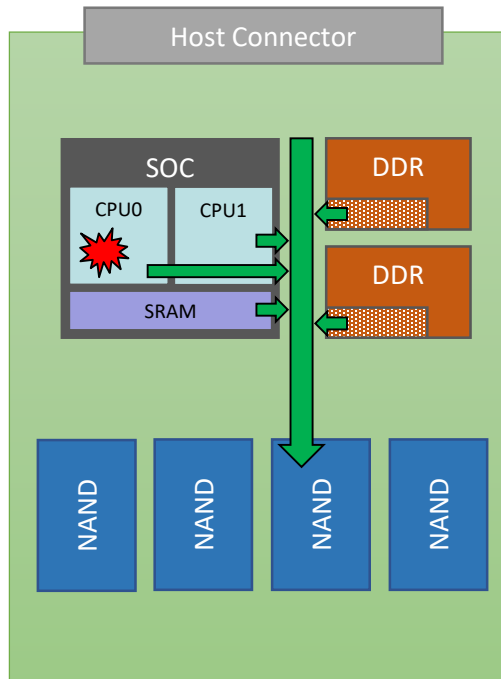 Host Connector
SOC
DDR
CPU0
CPU1
DDR
SRAM
NAND
NAND
NAND
NAND